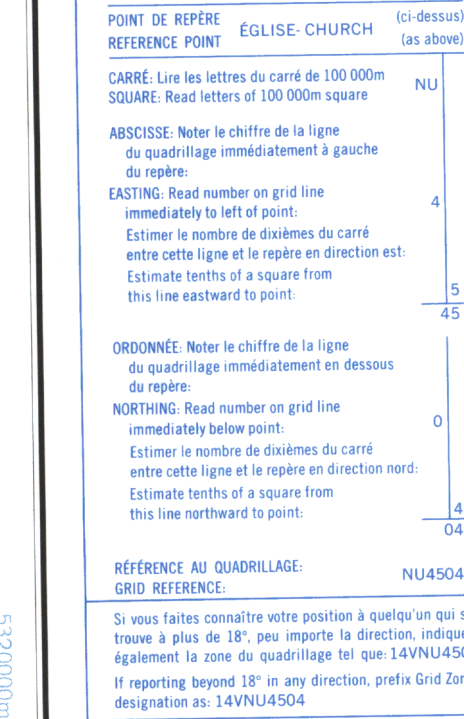 POINT DE REPÈRE
REFERENCE POINT
ÉGLISE-CHURCH
(ci-dessus)
(as above)
CARRÉ: Lire les lettres du carré de 100 000m
SQUARE: Read letters of 100 000m square
NU
ABSCISSE: Noter le chiffre de la ligne
du quadrillage immédiatement à gauche
du repère:
EASTING: Read number on grid line
immediately to left of point:
4
Estimer le nombre de dixièmes du carré
entre cette ligne et le repère en direction est:
Estimate tenths of a square from
this line eastward to point:
5
45
ORDONNÉE: Noter le chiffre de la ligne
du quadrillage immédiatement en dessous
du repère:
NORTHING: Read number on grid line
immediately below point:
0
Estimer le nombre de dixièmes du carré
entre cette ligne et le repère en direction nord:
Estimate tenths of a square from
this line northward to point:
4
04
RÉFÉRENCE AU QUADRILLAGE:
GRID REFERENCE:
NU4504
Si vous faites connaître votre position à quelqu'un qui s
trouve à plus de 18°, peu importe la direction, indique
également la zone du quadrillage tel que: 14VNU450
If reporting beyond 18° in any direction, prefix Grid Zon
designation as: 14VNU4504
5320000m